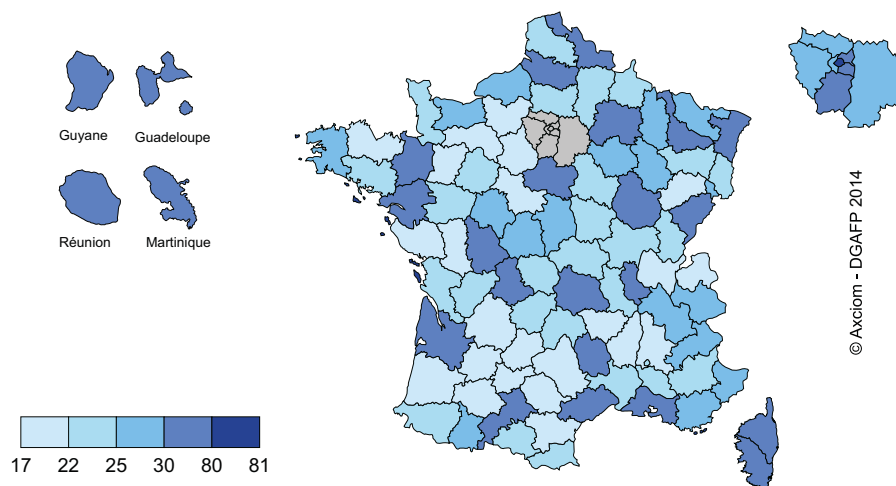 Guyane
Guadeloupe
Réunion
Martinique
17 22 25 30 80 81
© Axciom - DGAFP 2014